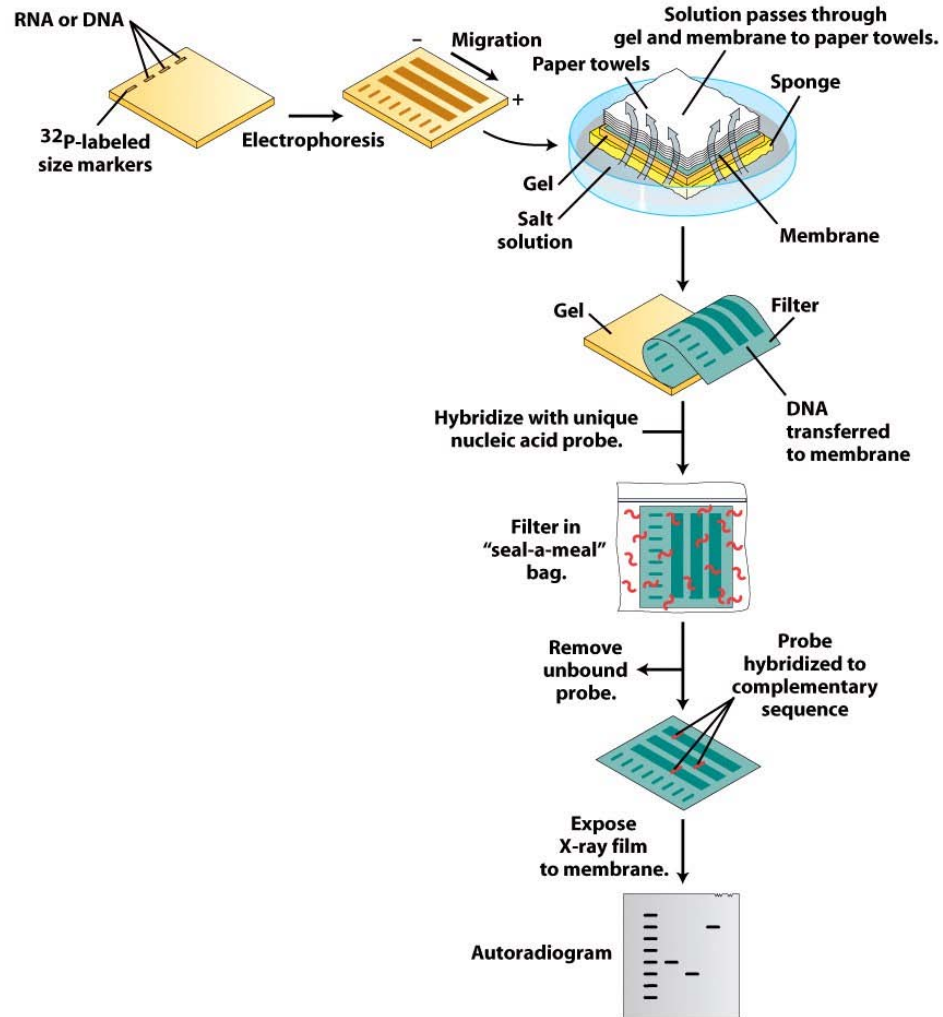 RNA or DNA
32P-labeled
size markers
Electrophoresis
–
Migration
+
Solution passes through
gel and membrane to paper towels.
Paper towels
Sponge
Gel
Salt
solution
Membrane
Gel
Filter
DNA
transferred
to membrane
Hybridize with unique
nucleic acid probe.
Filter in
“seal-a-meal”
bag.
Remove
unbound
probe.
Probe
hybridized to
complementary
sequence
Expose
X-ray film
to membrane.
Autoradiogram